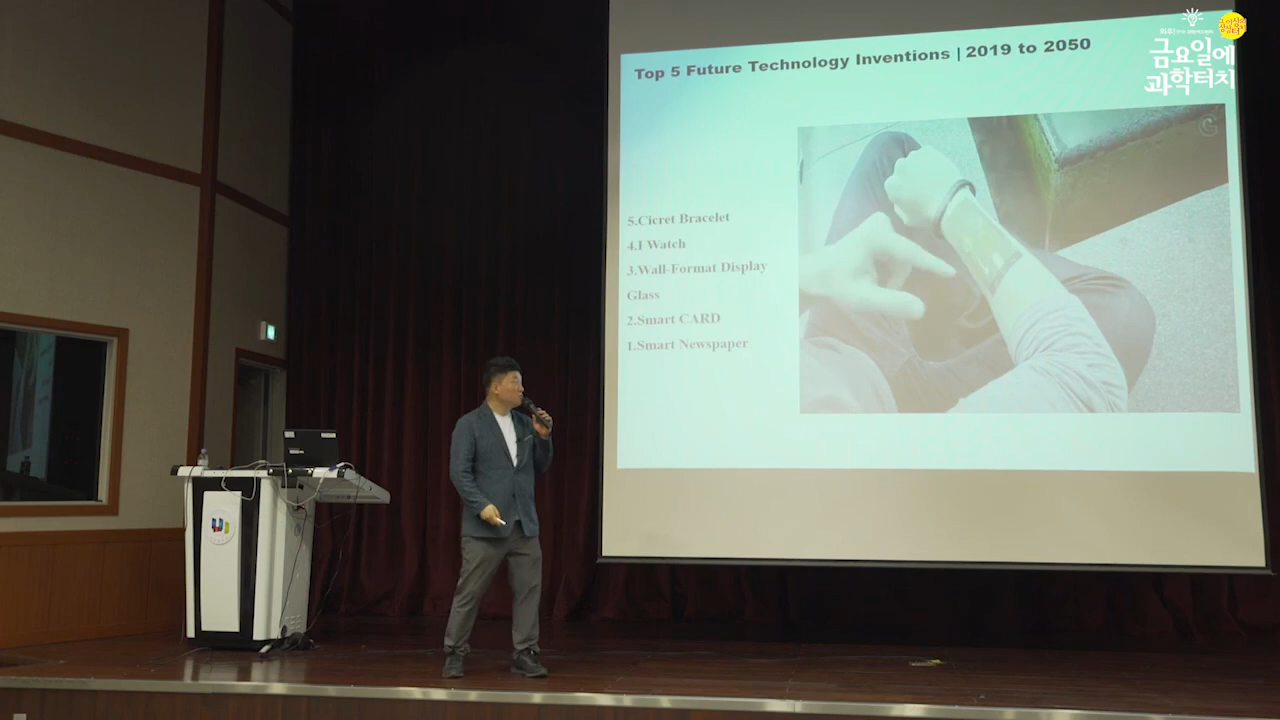 Top 5 Future Technology Inventions | 2019 to 2050
5.Cicret Bracelet
4.I Watch
3.Wall-Format Display
Glass
2.Smart CARD
1.Smart Newspaper
금요일에
과학터치